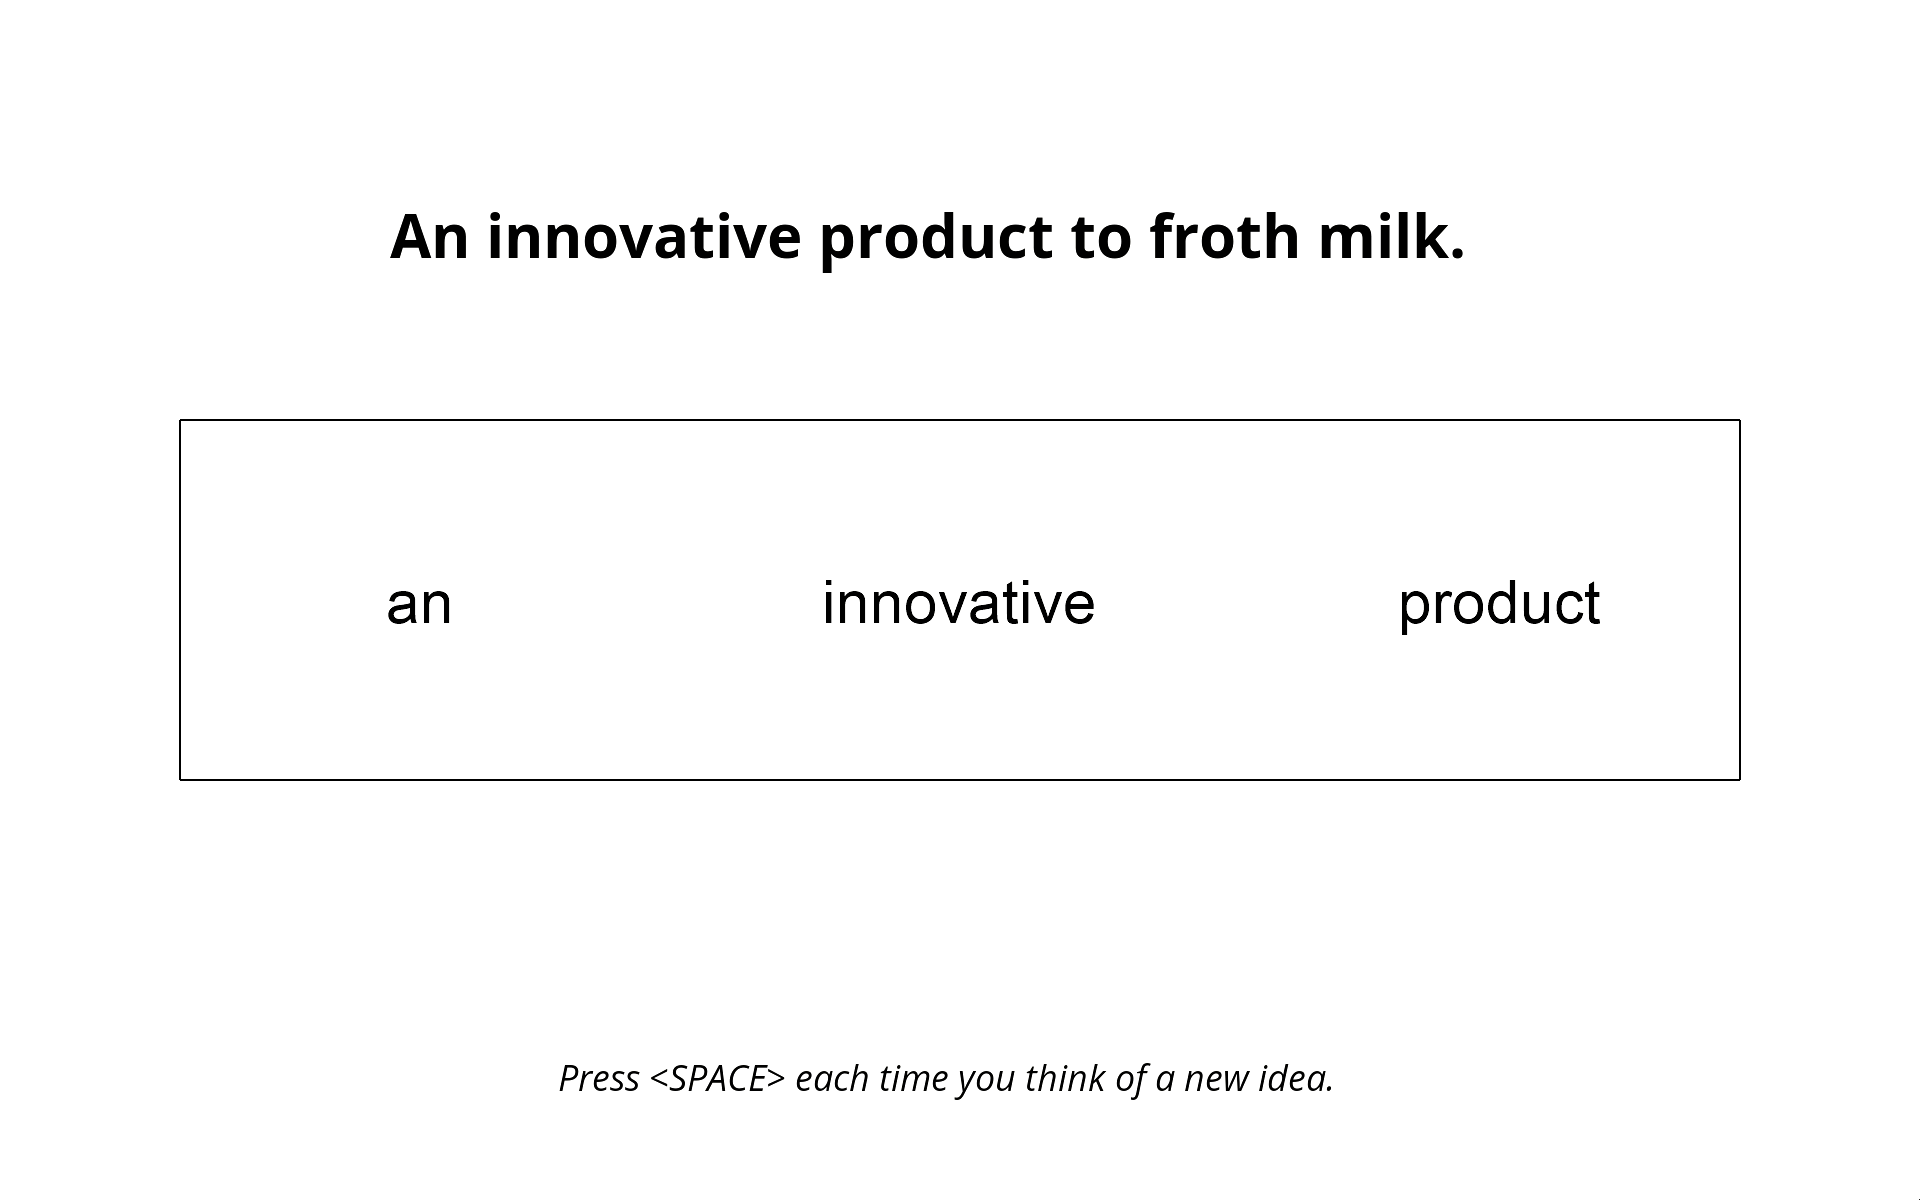 An innovative product to froth milk.
an innovative product
Press <SPACE> each time you think of a new idea.